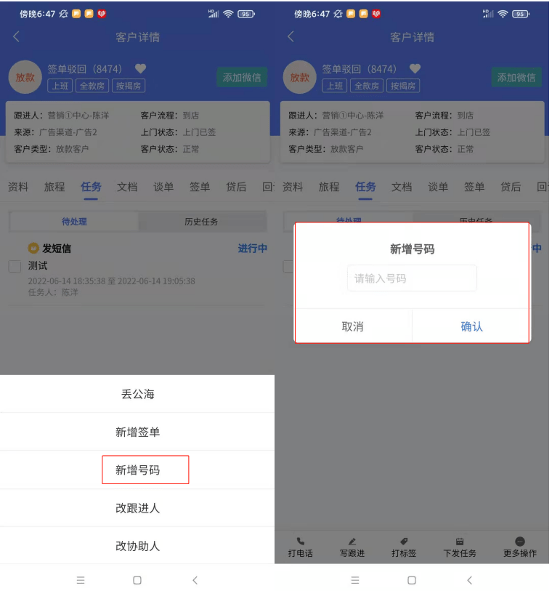 傍晚6:47
95
客户详情
放款
签单驳回（8474）
添加微信
上班 全款房 按揭房
跟进人：营销①中心-陈洋 客户流程：到店
来源：广告渠道-广告2 上门状态：上门已签
客户类型：放款客户 客户状态：正常
资料 旅程 任务 文档 谈单 签单 贷后 回
待处理 历史任务
发短信 进行中
测试
2022-06-14 18:35:38 至 2022-06-14 19:05:38
任务人：陈洋
丢公海
新增签单
新增号码
改跟进人
改协助人
傍晚6:47
95
客户详情
放款
签单驳回（8474）
添加微信
上班 全款房 按揭房
跟进人：营销①中心-陈洋 客户流程：到店
来源：广告渠道-广告2 上门状态：上门已签
客户类型：放款客户 客户状态：正常
资料 旅程 任务 文档 谈单 签单 贷后 回
待处理 历史任务
中
新增号码
请输入号码
取消 确认
打电话 写跟进 打标签 下发任务 更多操作